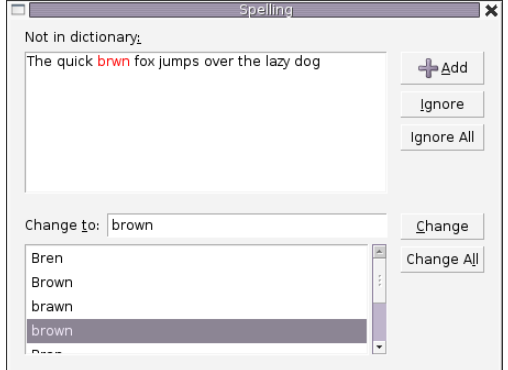 Spelling
Not in dictionary:
The quick brwn fox jumps over the lazy dog
Add
Ignore
Ignore All
Change to: brown
Change
Bren
Change All
Brown
brawn
brown